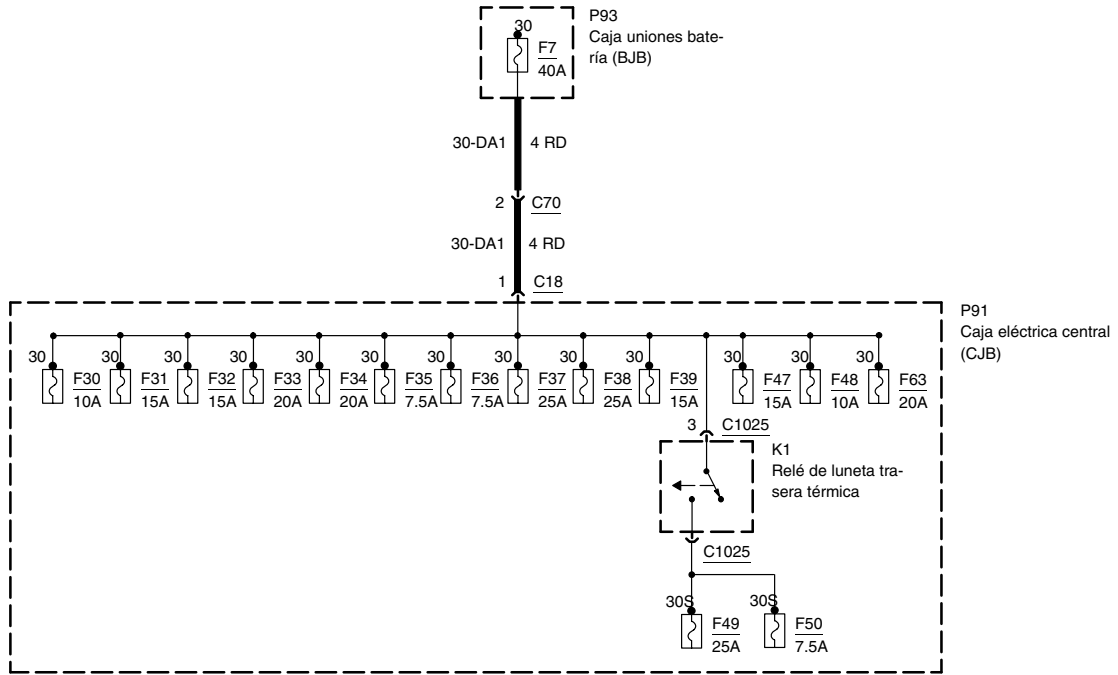 P93
Caja uniones bate-
ría (BJB)
30
F7
40A
30-DA1 4 RD
2 C70
30-DA1 4 RD
1 C18
P91
Caja eléctrica central
(CJB)
30 30 30 30 30 30 30 30 30 30 30 30 30
F30 F31 F32 F33 F34 F35 F36 F37 F38 F39 F47 F48 F63
10A 15A 15A 20A 20A 7.5A 7.5A 25A 25A 15A 15A 10A 20A
3 C1025
K1
Relé de luneta tra-
sera térmica
C1025
30S 30S
F49 F50
25A 7.5A